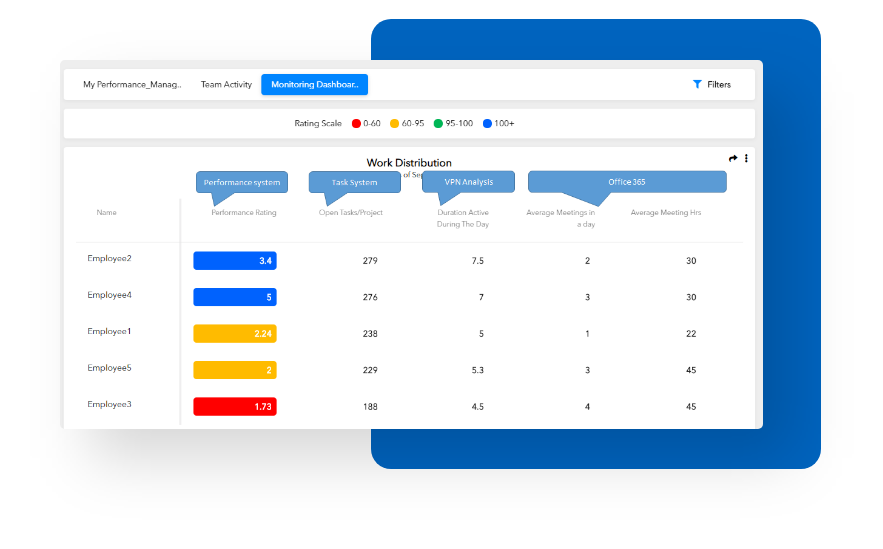 My Performance_Manag.. Team Activity Monitoring Dashboar.. Filters
Rating Scale 0-60 60-95 95-100 100+
Work Distribution
of Sep
Performance system Task System VPN Analysis Office 365
Name Performance Rating Open Tasks/Project Duration Active During The Day Average Meetings in a day Average Meeting Hrs
Employee2 3.4 279 7.5 2 30
Employee4 5 276 7 3 30
Employee1 2.24 238 5 1 22
Employee5 2 229 5.3 3 45
Employee3 1.73 188 4.5 4 45